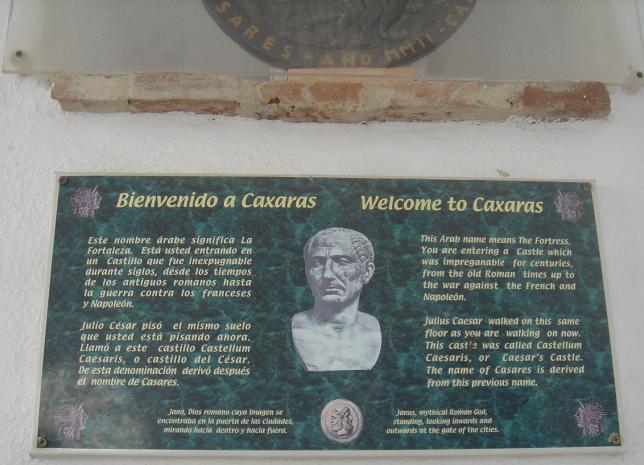 SARES · AÑO MMII · CA
Bienvenido a Caxaras
Este nombre árabe significa La
Fortaleza. Está usted entrando en
un Castillo que fue inexpugnable
durante siglos, desde los tiempos
de los antiguos romanos hasta
la guerra contra los franceses
y Napoleón.
Julio César pisó el mismo suelo
que usted está pisando ahora.
Llamó a este castillo Castellum
Caesaris, o castillo del César.
De esta denominación derivó después
el nombre de Casares.
Jano, Dios romano cuya imagen se
encontraba en la puerta de las ciudades,
mirando hacia dentro y hacia fuera.
Welcome to Caxaras
This Arab name means The Fortress.
You are entering a Castle which
was impregnable for centuries,
from the old Roman times up to
the war against the French and
Napoleón.
Julius Caesar walked on this same
floor as you are walking on now.
This castle was called Castellum
Caesaris, or Caesar's Castle.
The name of Casares is derived
from this previous name.
Janus, mythical Roman God,
standing, looking inwards and
outwards at the gate of the cities.